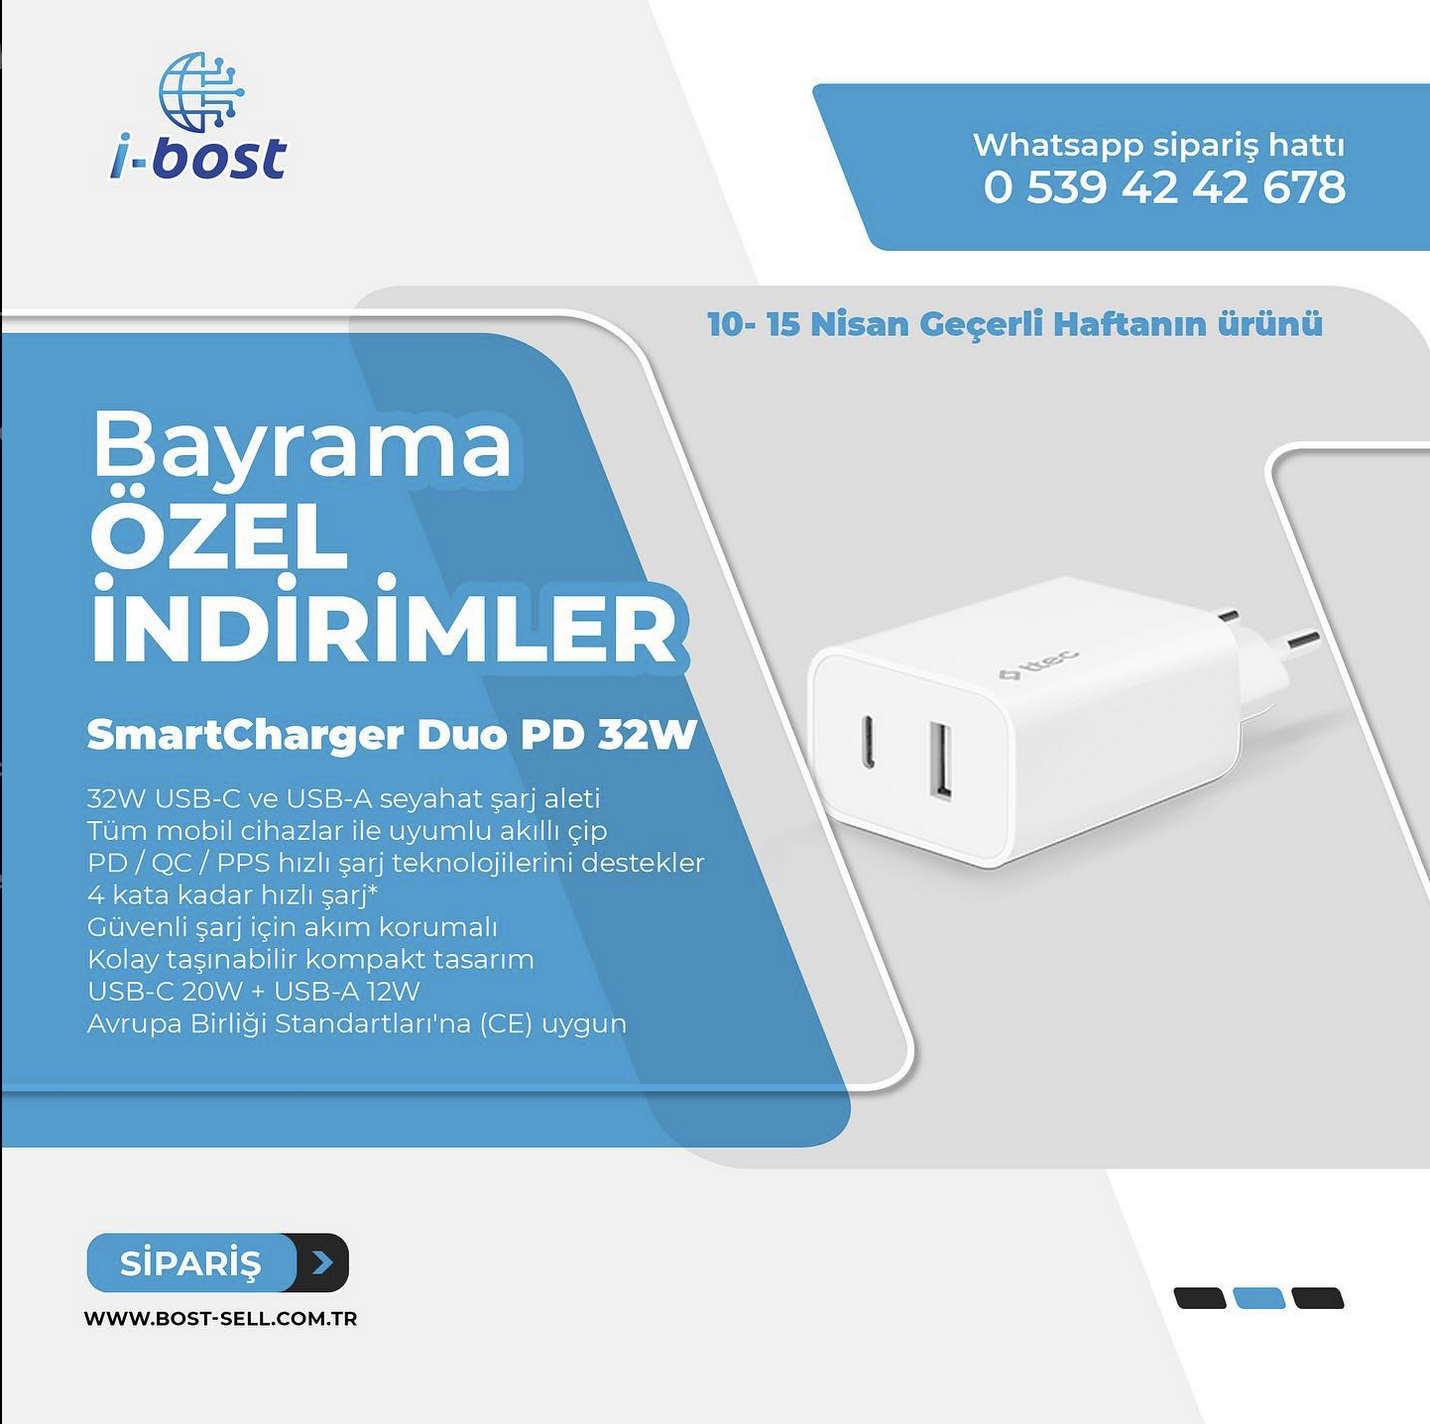 i-bost
Whatsapp sipariş hattı
0 539 42 42 678
10- 15 Nisan Geçerli Haftanın ürünü
Bayrama
ÖZEL
İNDİRİMLER
SmartCharger Duo PD 32W
32W USB-C ve USB-A seyahat şarj aleti
Tüm mobil cihazlar ile uyumlu akıllı çip
PD / QC / PPS hızlı şarj teknolojilerini destekler
4 kata kadar hızlı şarj*
Güvenli şarj için akım korumalı
Kolay taşınabilir kompakt tasarım
USB-C 20W + USB-A 12W
Avrupa Birliği Standartları'na (CE) uygun
ttec
SİPARİŞ
WWW.BOST-SELL.COM.TR